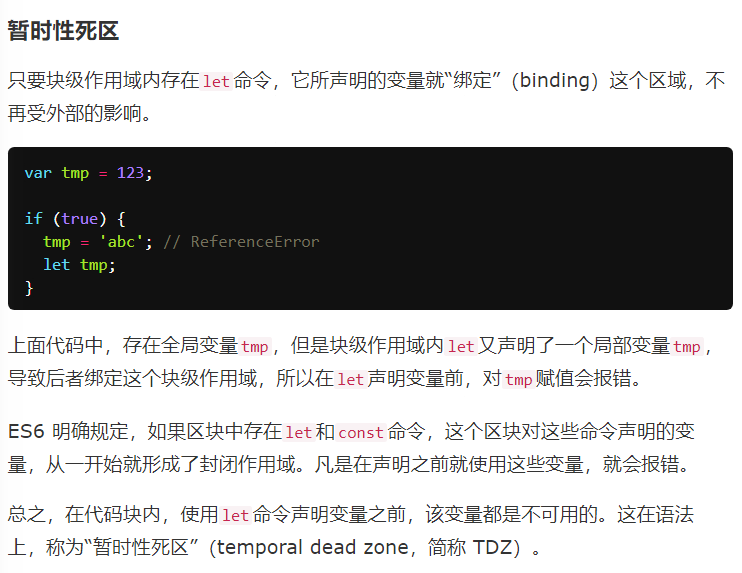 暂时性死区
只要块级作用域内存在let命令，它所声明的变量就“绑定”（binding）这个区域，不
再受外部的影响。
var tmp = 123;
if (true) {
  tmp = 'abc'; // ReferenceError
  let tmp;
}
上面代码中，存在全局变量tmp，但是块级作用域内let又声明了一个局部变量tmp，
导致后者绑定这个块级作用域，所以在let声明变量前，对tmp赋值会报错。
ES6 明确规定，如果区块中存在let和const命令，这个区块对这些命令声明的变
量，从一开始就形成了封闭作用域。凡是在声明之前就使用这些变量，就会报错。
总之，在代码块内，使用let命令声明变量之前，该变量都是不可用的。这在语法
上，称为“暂时性死区”（temporal dead zone，简称 TDZ）。